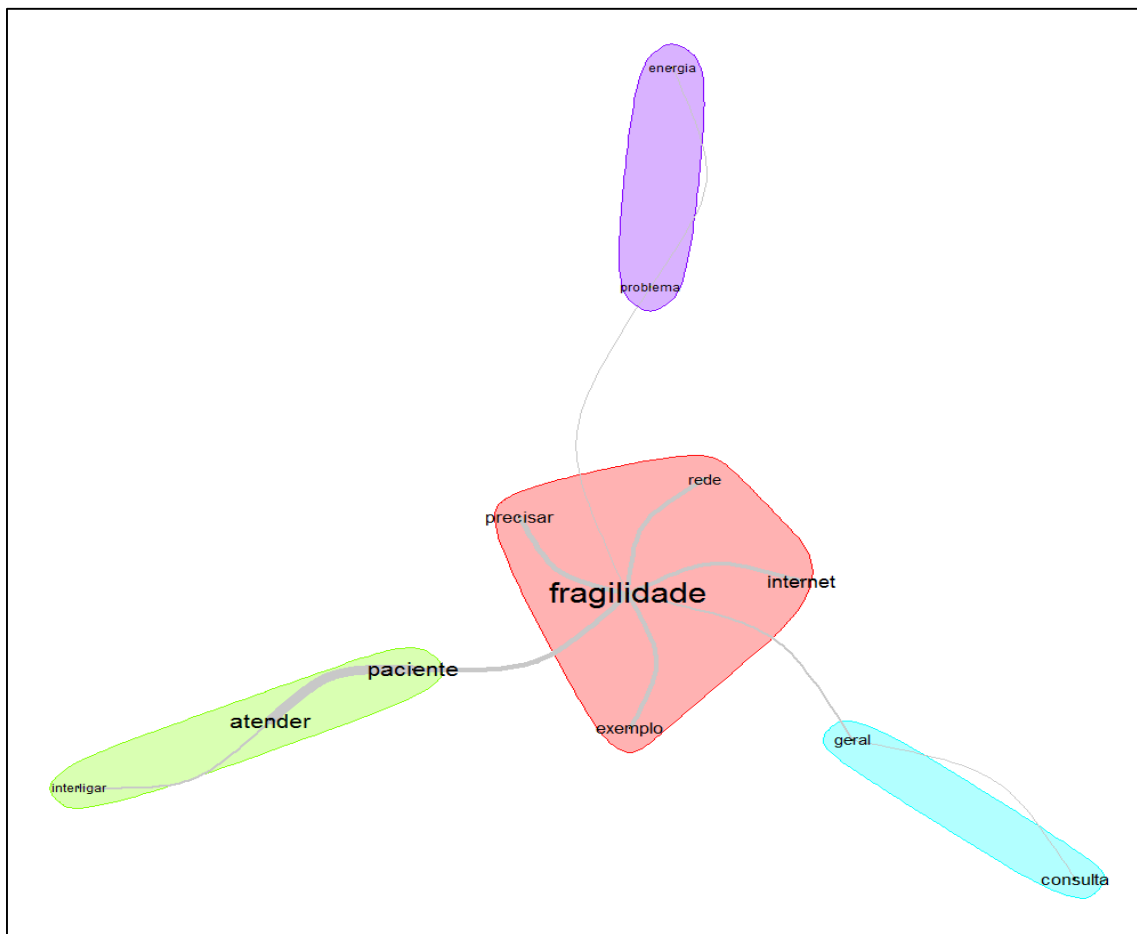 energia
problema
rede
precisar
internet
fragilidade
paciente
atender
exemplo
geral
interligar
consulta